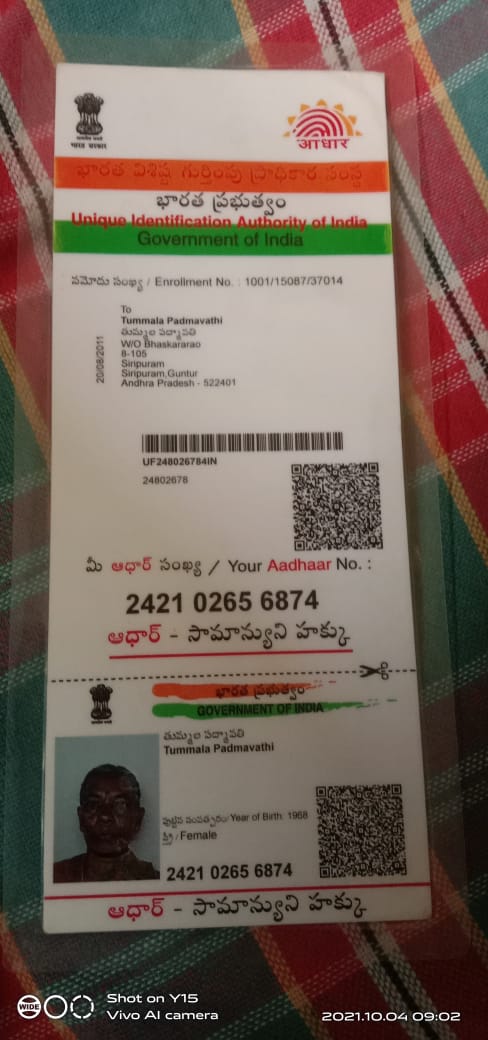 भारत सरकार
आधार
భారత విశిష్ట గుర్తింపు ప్రాధికార సంస్థ
భారత ప్రభుత్వం
Unique Identification Authority of India
Government of India
నమోదు సంఖ్య / Enrollment No. : 1001/15087/37014
20/08/2011
To
Tummala Padmavathi
తుమ్మల పద్మావతి
W/O Bhaskararao
8-105
Siripuram
Siripuram,Guntur
Andhra Pradesh - 522401
UF248026784IN
24802678
మీ ఆధార్ సంఖ్య / Your Aadhaar No. :
2421 0265 6874
ఆధార్ - సామాన్యుని హక్కు
భారత ప్రభుత్వం
GOVERNMENT OF INDIA
తుమ్మల పద్మావతి
Tummala Padmavathi
పుట్టిన సంవత్సరం/Year of Birth: 1968
స్త్రీ / Female
2421 0265 6874
ఆధార్ - సామాన్యుని హక్కు
WIDE
Shot on Y15
Vivo AI camera
2021.10.04 09:02